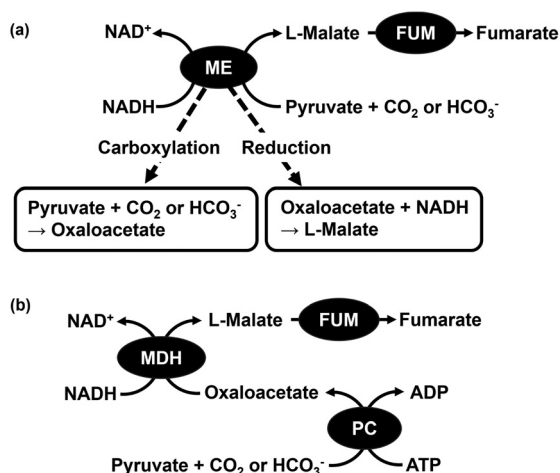 (a)
NAD⁺ L-Malate FUM Fumarate
ME
NADH Pyruvate + CO₂ or HCO₃⁻
Carboxylation Reduction
Pyruvate + CO₂ or HCO₃⁻
→ Oxaloacetate
Oxaloacetate + NADH
→ L-Malate
(b)
NAD⁺ L-Malate FUM Fumarate
MDH
NADH Oxaloacetate ADP
PC
Pyruvate + CO₂ or HCO₃⁻ ATP